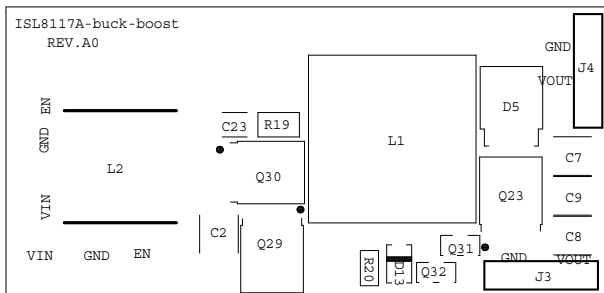 ISL8117A-buck-boost
REV.A0
GND
J4
VOUT
EN
D5
C23
R19
GND
L1
C7
L2
Q30
Q23
C9
VIN
C2
Q29
C8
Q31
VIN
GND
EN
GND
VOUT
R20
D13
Q32
J3